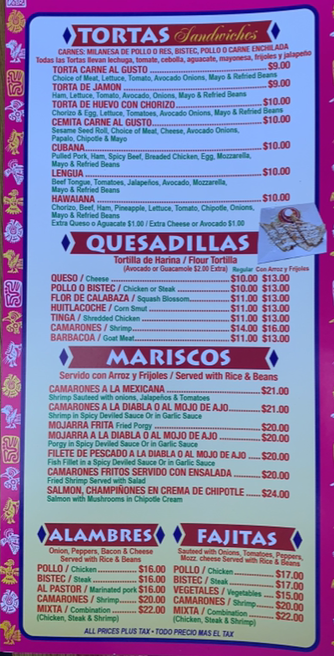 TORTAS Sandwiches
CARNES: MILANESA DE POLLO O RES, BISTEC, POLLO O CARNE ENCHILADA
Todas las Tortas llevan lechuga, tomate, cebolla, aguacate, mayonesa, frijoles y jalapeño
TORTA CARNE AL GUSTO $9.00
Choice of Meat, Lettuce, Tomato, Avocado Onions, Mayo & Refried Beans
TORTA DE JAMON $9.00
Ham, Lettuce, Tomato, Avocado, Onions, Mayo & Refried Beans
TORTA DE HUEVO CON CHORIZO $10.00
Chorizo & Egg, Lettuce, Tomatoes, Avocado Onions, Mayo & Refried Beans
CEMITA CARNE AL GUSTO $10.00
Sesame Seed Roll, Choice of Meat, Cheese, Avocado Onions,
Papalo, Chipotle & Mayo
CUBANA $10.00
Pulled Pork, Ham, Spicy Beef, Breaded Chicken, Egg, Mozzarella,
Mayo & Refried Beans
LENGUA $10.00
Beef Tongue, Tomatoes, Jalapeños, Avocado, Mozzarella,
Mayo & Refried Beans
HAWAIANA $10.00
Chorizo, Beef, Ham, Pineapple, Lettuce, Tomato, Chipotle, Onions,
Mayo & Refried Beans
Extra Queso o Aguacate $1.00 / Extra Cheese or Avocado $1.00
QUESADILLAS
Tortilla de Harina / Flour Tortilla
(Avocado or Guacamole $2.00 Extra) Regular Con Arroz y Frijoles
QUESO / Cheese $10.00 $13.00
POLLO O BISTEC / Chicken or Steak $10.00 $13.00
FLOR DE CALABAZA / Squash Blossom $11.00 $13.00
HUITLACOCHE / Corn Smut $11.00 $13.00
TINGA / Shredded Chicken $11.00 $13.00
CAMARONES / Shrimp $14.00 $16.00
BARBACOA / Goat Meat $11.00 $13.00
MARISCOS
Servido con Arroz y Frijoles / Served with Rice & Beans
CAMARONES A LA MEXICANA $21.00
Shrimp Sauteed with onions, Jalapeños & Tomatoes
CAMARONES A LA DIABLA O AL MOJO DE AJO $21.00
Shrimp in Spicy Deviled Sauce Or in Garlic Sauce
MOJARRA FRITA Fried Porgy $20.00
MOJARRA A LA DIABLA O AL MOJO DE AJO $20.00
Porgy in Spicy Deviled Sauce Or in Garlic Sauce
FILETE DE PESCADO A LA DIABLA O AL MOJO DE AJO $20.00
Fish Fillet in a Spicy Deviled Sauce Or in Garlic Sauce
CAMARONES FRITOS SERVIDO CON ENSALADA $20.00
Fried Shrimp Served with Salad
SALMON, CHAMPIÑONES EN CREMA DE CHIPOTLE $24.00
Salmon with Mushrooms in Chipotle Cream
ALAMBRES
Onion, Peppers, Bacon & Cheese
Served with Rice & Beans
POLLO / Chicken $16.00
BISTEC / Steak $16.00
AL PASTOR / Marinated pork $16.00
CAMARONES / Shrimp $20.00
MIXTA / Combination $22.00
(Chicken, Steak & Shrimp)
FAJITAS
Sauteed with Onions, Tomatoes, Peppers,
Mozz. cheese Served with Rice & Beans
POLLO / Chicken $17.00
BISTEC / Steak $17.00
VEGETALES / Vegetables $15.00
CAMARONES / Shrimp $20.00
MIXTA / Combination $22.00
(Chicken, Steak & Shrimp)
ALL PRICES PLUS TAX • TODO PRECIO MAS EL TAX